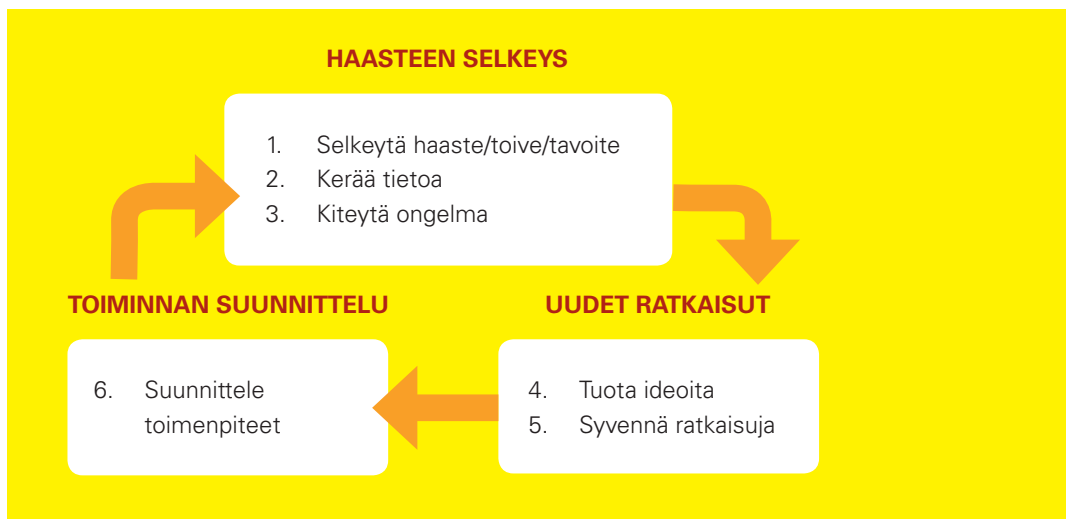 HAASTEEN SELKEYS
1. Selkeytä haaste/toive/tavoite
2. Kerää tietoa
3. Kiteytä ongelma
TOIMINNAN SUUNNITTELU
6. Suunnittele
toimenpiteet
UUDET RATKAISUT
4. Tuota ideoita
5. Syvennä ratkaisuja